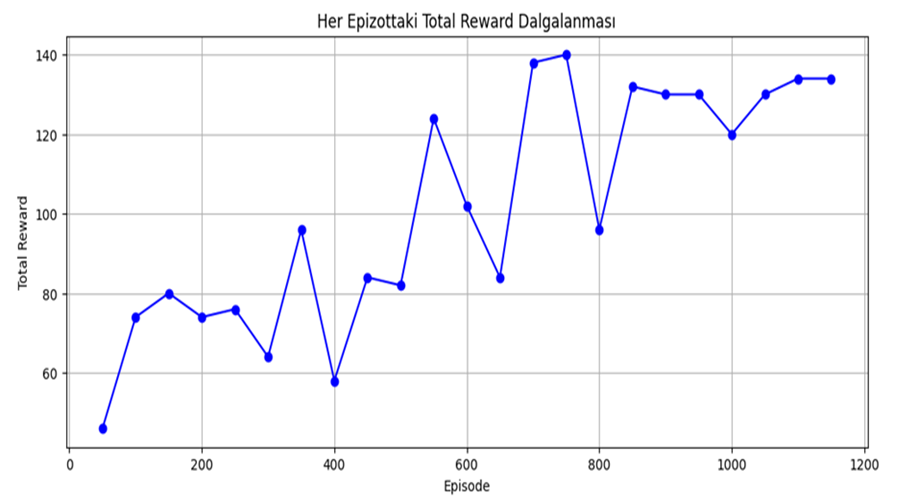 Her Epizottaki Total Reward Dalgalanması
140
120
100
80
60
Total Reward
0 200 400 600 800 1000 1200
Episode